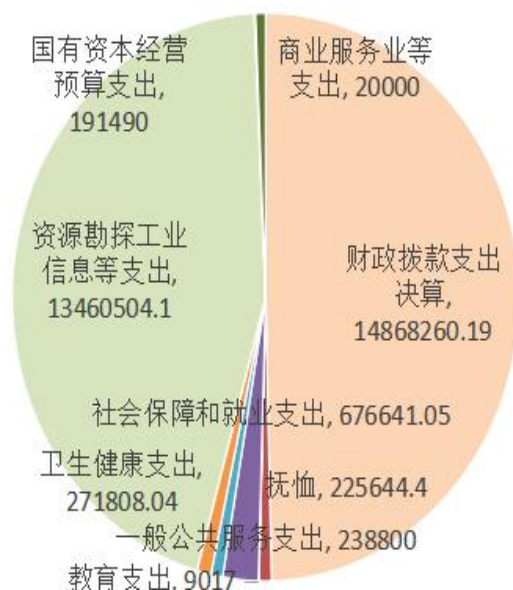 国有资本经营
预算支出,
191490
商业服务业等
支出, 20000
资源勘探工业
信息等支出,
13460504.1
财政拨款支出
决算,
14868260.19
社会保障和就业支出, 676641.05
卫生健康支出,
271808.04
抚恤, 225644.4
一般公共服务支出, 238800
教育支出, 9017